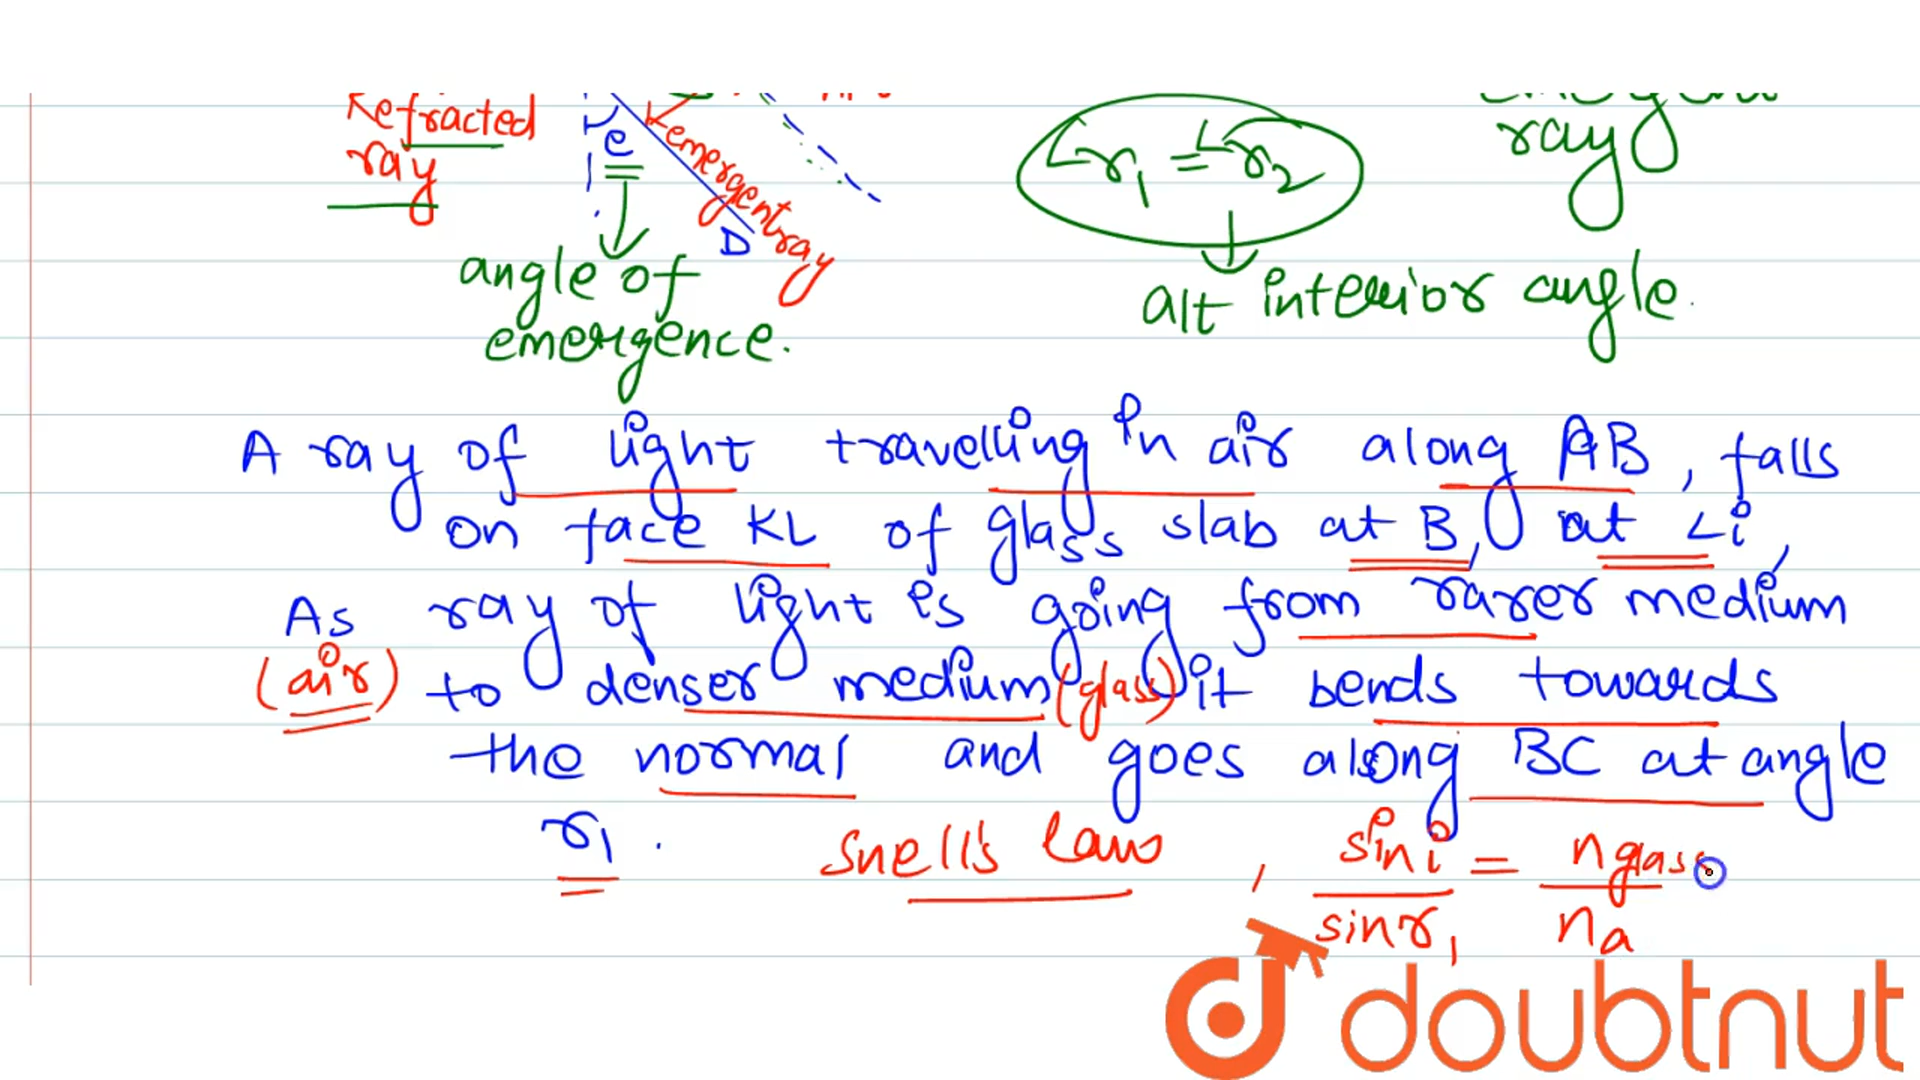 Refracted
ray
e
emergent ray
D
angle of
emergence.
∠r₁ = ∠r₂
alt interior angle.
ray
A ray of light travelling in air along AB, falls
on face KL of glass slab at B, at ∠i,
As ray of light is going from rarer medium
(air) to denser medium (glass) it bends towards
the normal and goes along BC at angle
r₁. Snell's law, sin i / sin r₁ = n glass / n a
doubtnut